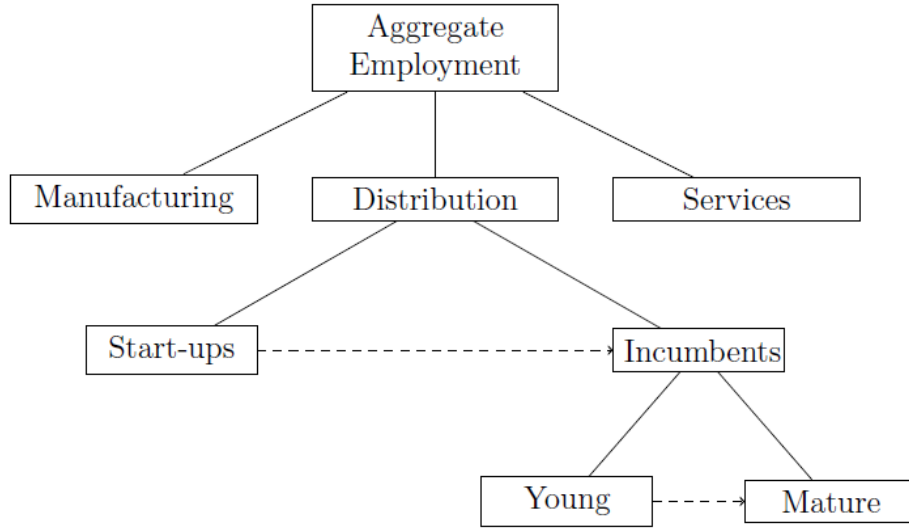 Aggregate
Employment
Manufacturing
Distribution
Services
Start-ups
Incumbents
Young
Mature